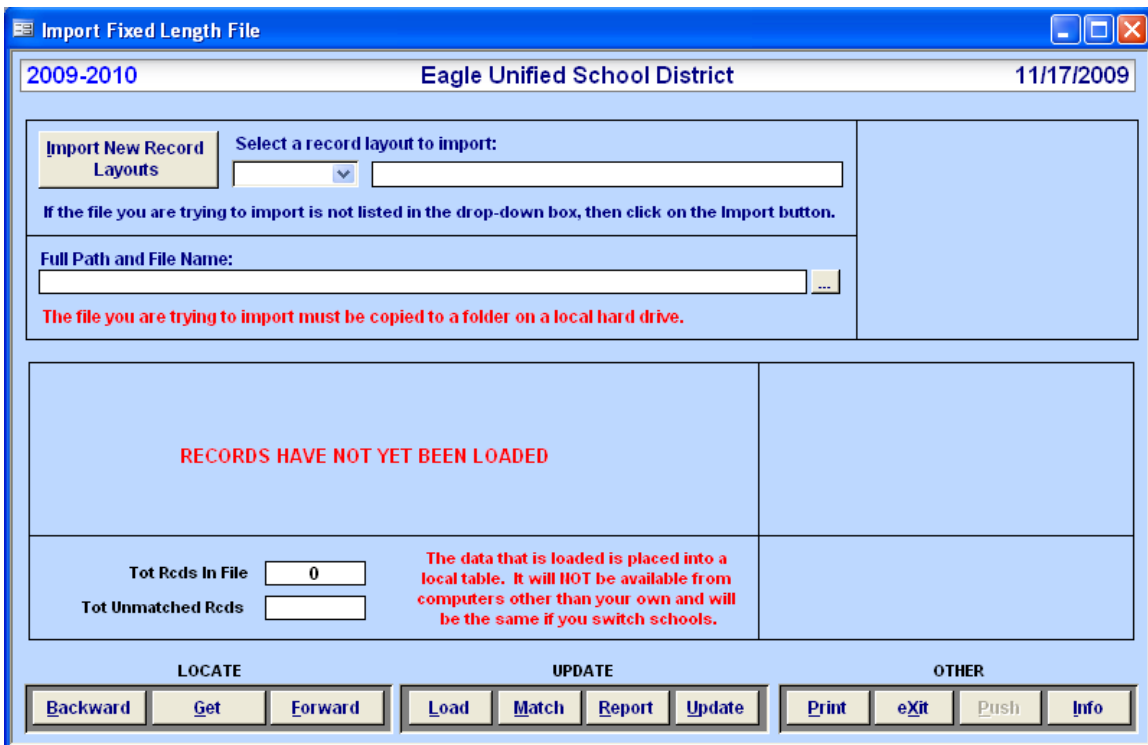 Import Fixed Length File
2009-2010 Eagle Unified School District 11/17/2009
Import New Record
Layouts
Select a record layout to import:
If the file you are trying to import is not listed in the drop-down box, then click on the Import button.
Full Path and File Name:
...
The file you are trying to import must be copied to a folder on a local hard drive.
RECORDS HAVE NOT YET BEEN LOADED
Tot Rcds In File 0
Tot Unmatched Rcds
The data that is loaded is placed into a
local table. It will NOT be available from
computers other than your own and will
be the same if you switch schools.
LOCATE UPDATE OTHER
Backward Get Forward Load Match Report Update Print eXit Push Info